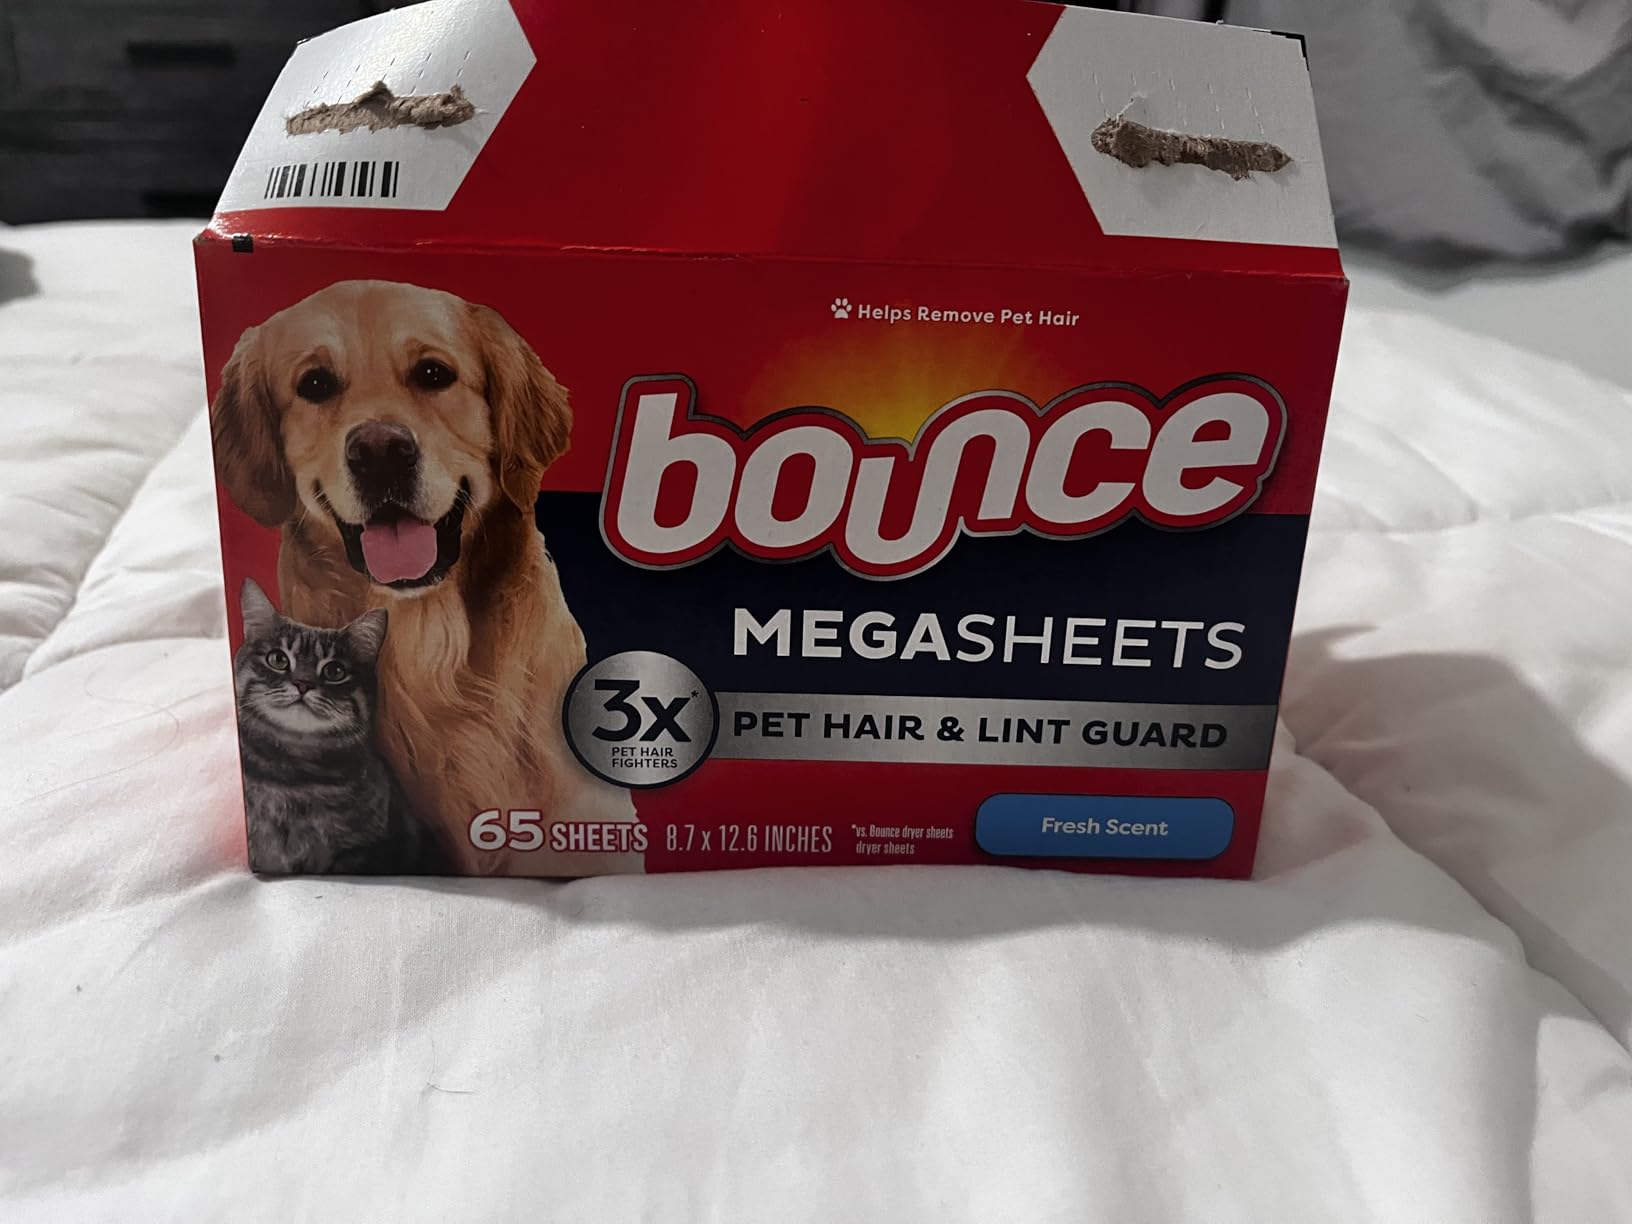 Helps Remove Pet Hair
bounce
MEGASHEETS
3x*
PET HAIR
FIGHTERS
PET HAIR & LINT GUARD
65 SHEETS 8.7 x 12.6 INCHES
*vs. Bounce dryer sheets
dryer sheets
Fresh Scent